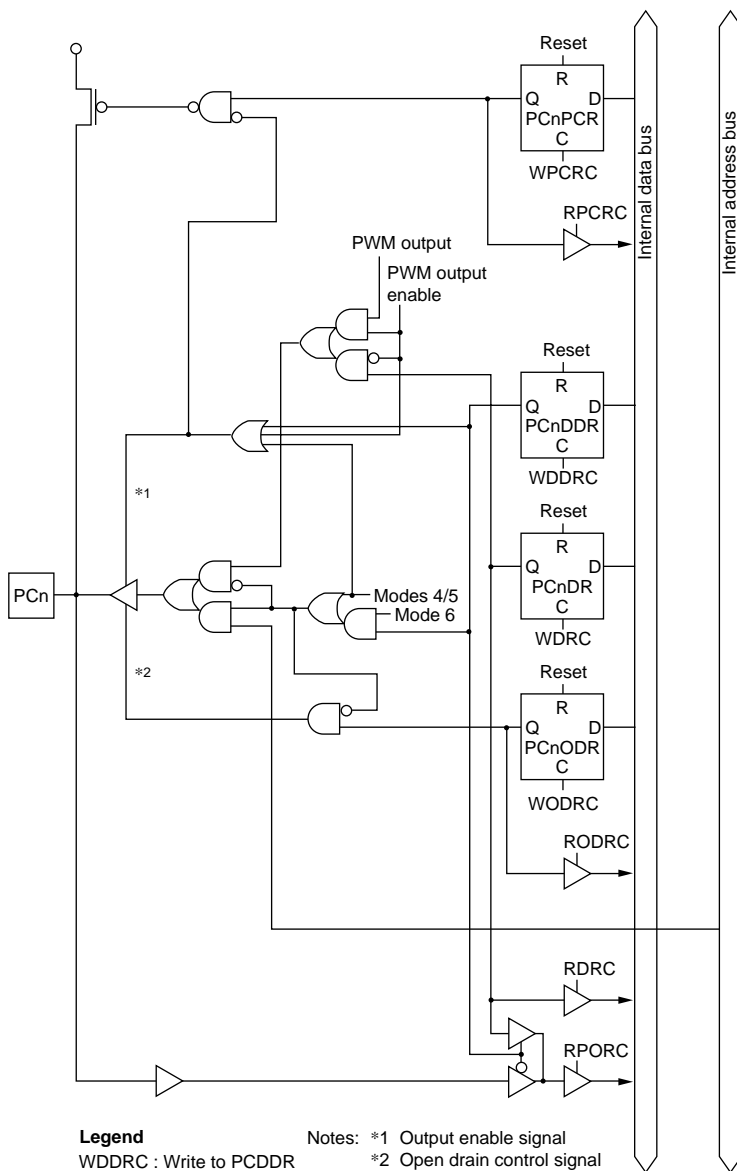 Reset
R
Q D
PCnPCR
C
WPCRC
RPCRC
Internal data bus
Internal address bus
PWM output
PWM output
enable
Reset
R
Q D
PCnDDR
C
WDDRC
*1
Reset
R
Q D
PCnDR
C
WDRC
PCn
Modes 4/5
Mode 6
*2
Reset
R
Q D
PCnODR
C
WODRC
RODRC
RDRC
RPORC
Legend
WDDRC : Write to PCDDR
Notes: *1 Output enable signal
*2 Open drain control signal